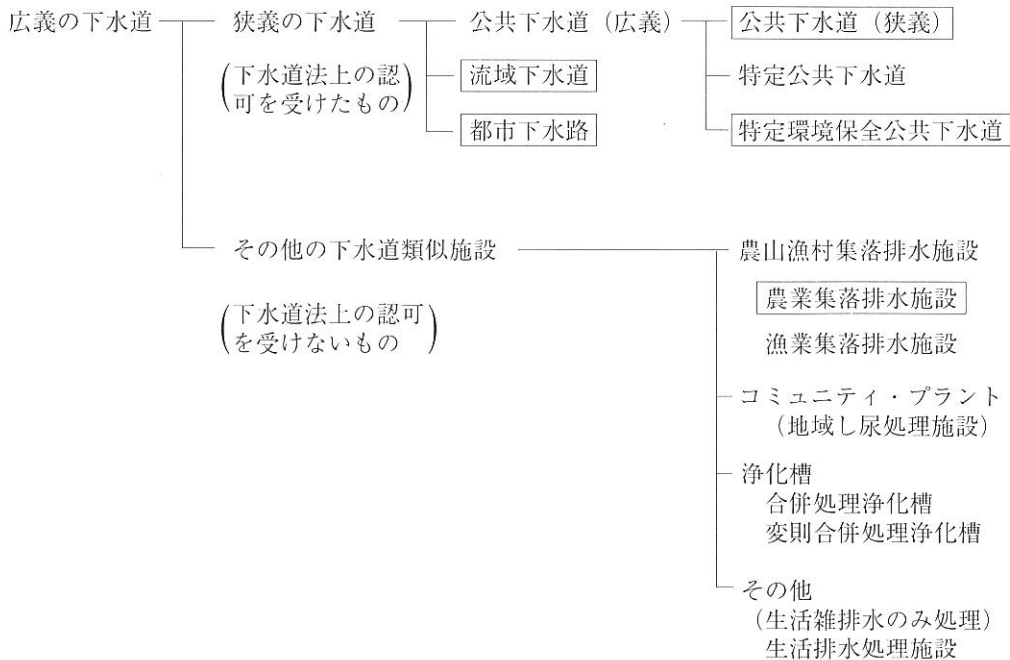 広義の下水道 狭義の下水道 公共下水道（広義） 公共下水道（狭義）
（下水道法上の認
可を受けたもの）
流域下水道 特定公共下水道
都市下水路 特定環境保全公共下水道
その他の下水道類似施設 農山漁村集落排水施設
（下水道法上の認可
を受けないもの）
農業集落排水施設
漁業集落排水施設
コミュニティ・プラント
（地域し尿処理施設）
浄化槽
合併処理浄化槽
変則合併処理浄化槽
その他
（生活雑排水のみ処理）
生活排水処理施設